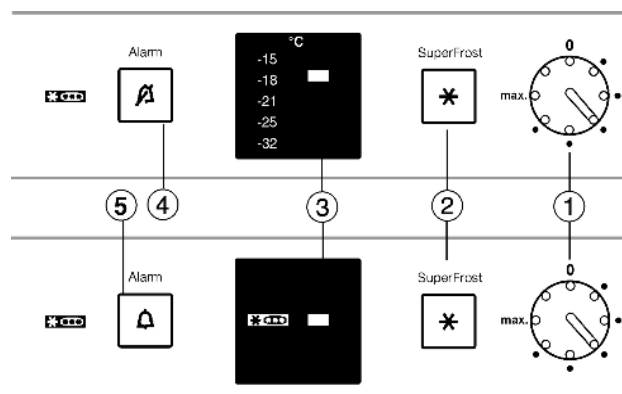 Alarm
°C
-15
-18
-21
-25
-32
SuperFrost
0
max.
5
4
3
2
1
Alarm
SuperFrost
0
max.